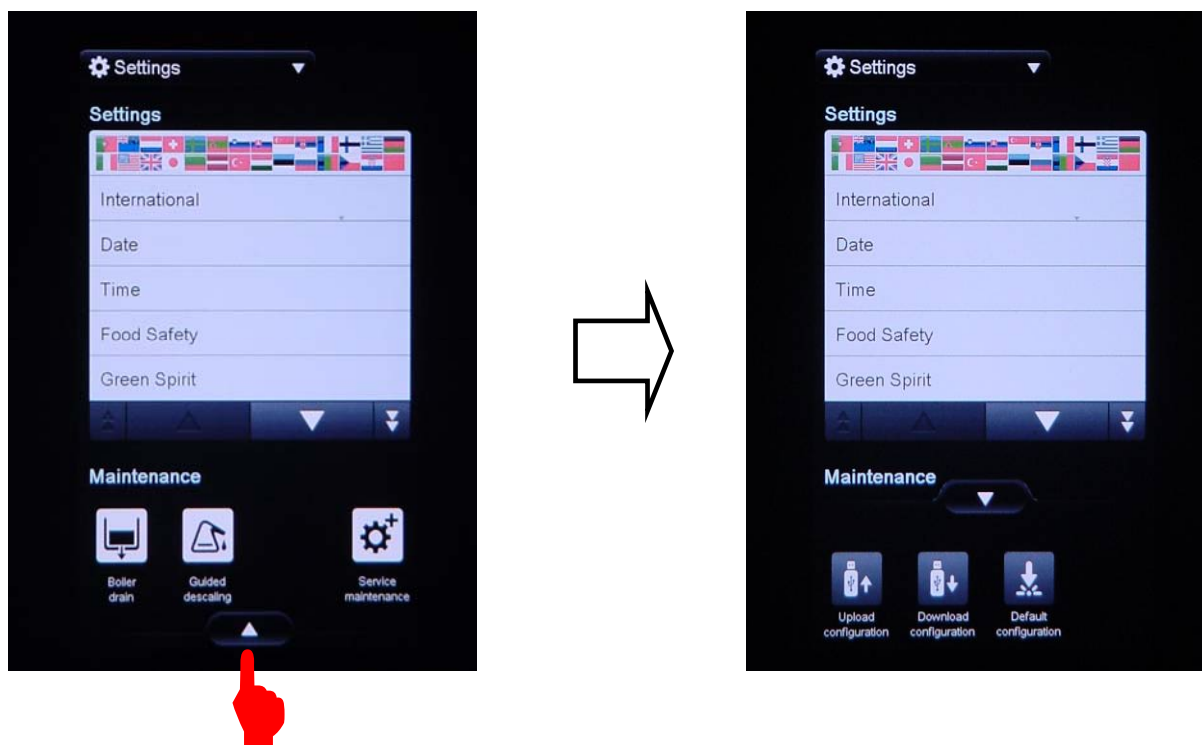 Settings
Settings
International
Date
Time
Food Safety
Green Spirit
Maintenance
Boiler
drain
Guided
descaling
Service
maintenance
Settings
Settings
International
Date
Time
Food Safety
Green Spirit
Maintenance
Upload
configuration
Download
configuration
Default
configuration